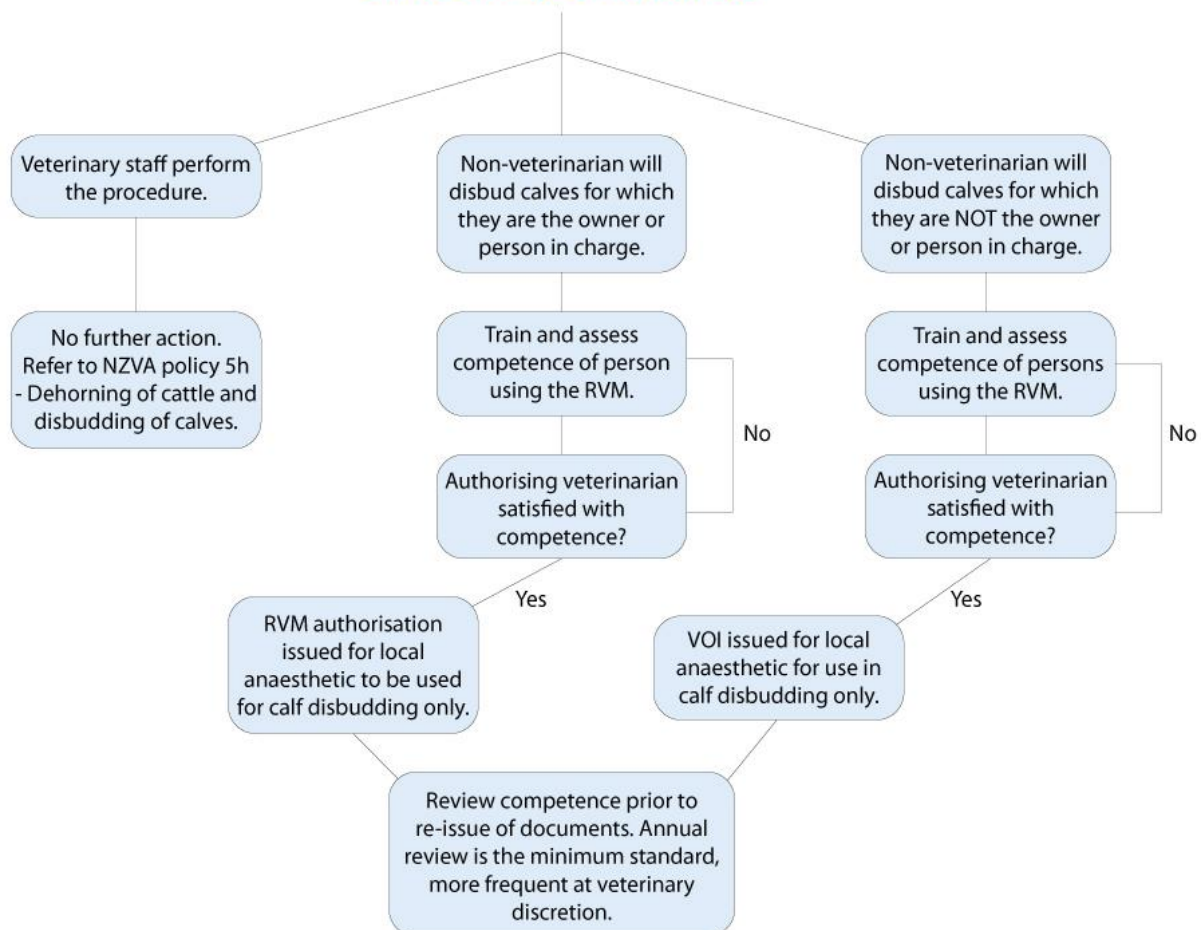 Veterinary staff perform
the procedure.
Non-veterinarian will
disbud calves for which
they are the owner or
person in charge.
Non-veterinarian will
disbud calves for which
they are NOT the owner
or person in charge.
No further action.
Refer to NZVA policy 5h
- Dehorning of cattle and
disbudding of calves.
Train and assess
competence of person
using the RVM.
Train and assess
competence of persons
using the RVM.
No
No
Authorising veterinarian
satisfied with
competence?
Authorising veterinarian
satisfied with
competence?
Yes
Yes
RVM authorisation
issued for local
anaesthetic to be used
for calf disbudding only.
VOI issued for local
anaesthetic for use in
calf disbudding only.
Review competence prior to
re-issue of documents. Annual
review is the minimum standard,
more frequent at veterinary
discretion.